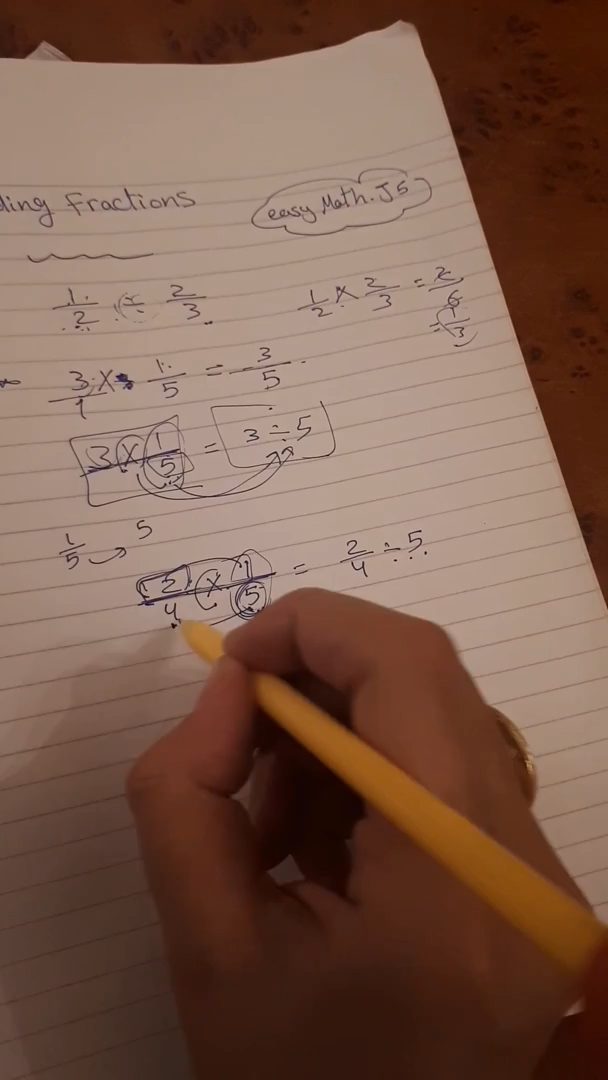 ling Fractions
easy Math. J5
1/2 ÷ 2/3
1/2 × 2/3 = 2/6
= 1/3
3/1 × 1/5 = 3/5
3 × 1/5 = 3 ÷ 5
1/5 5
2/4 × 1/5 = 2/4 ÷ 5